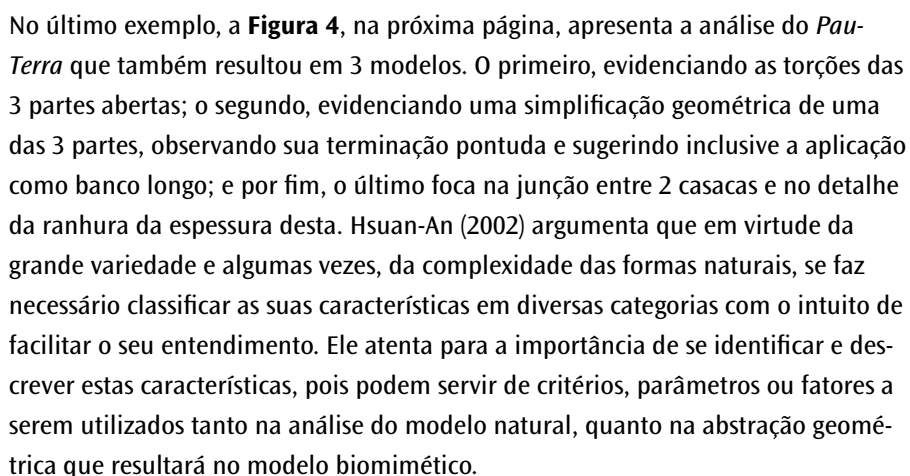 No último exemplo, a Figura 4, na próxima página, apresenta a análise do Pau-
Terra que também resultou em 3 modelos. O primeiro, evidenciando as torções das
3 partes abertas; o segundo, evidenciando uma simplificação geométrica de uma
das 3 partes, observando sua terminação pontuda e sugerindo inclusive a aplicação
como banco longo; e por fim, o último foca na junção entre 2 casacas e no detalhe
da ranhura da espessura desta. Hsuan-An (2002) argumenta que em virtude da
grande variedade e algumas vezes, da complexidade das formas naturais, se faz
necessário classificar as suas características em diversas categorias com o intuito de
facilitar o seu entendimento. Ele atenta para a importância de se identificar e des-
crever estas características, pois podem servir de critérios, parâmetros ou fatores a
serem utilizados tanto na análise do modelo natural, quanto na abstração geomé-
trica que resultará no modelo biomimético.